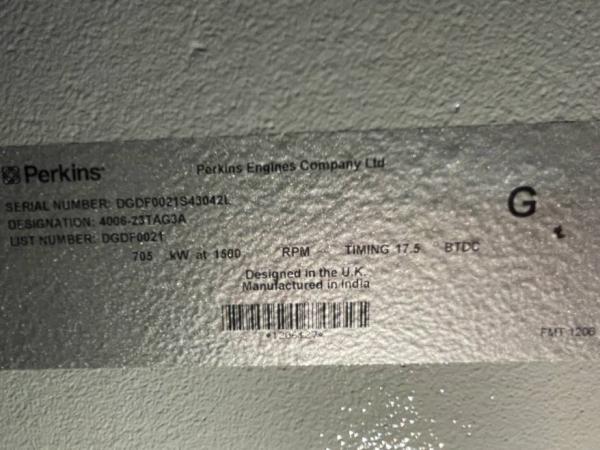 Perkins
Perkins Engines Company Ltd
SERIAL NUMBER: DGDF0021S43042L
DESIGNATION: 4006-23TAG3A
LIST NUMBER: DGDF0021
G
705 kW at 1500 RPM TIMING 17.5 ° BTDC
Designed in the U.K.
Manufactured in India
FMT 1206